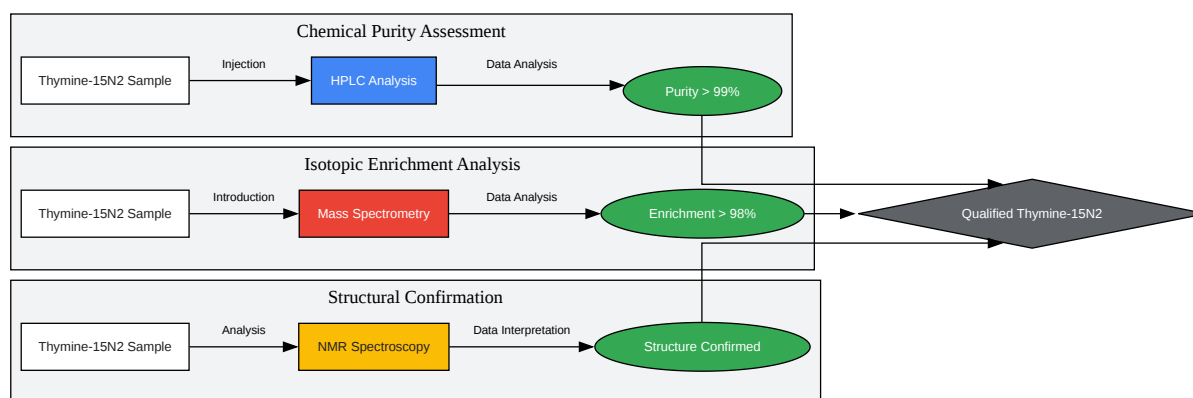 Chemical Purity Assessment
Thymine-15N2 Sample
Injection
HPLC Analysis
Data Analysis
Purity > 99%
Isotopic Enrichment Analysis
Thymine-15N2 Sample
Introduction
Mass Spectrometry
Data Analysis
Enrichment > 98%
Qualified Thymine-15N2
Structural Confirmation
Thymine-15N2 Sample
Analysis
NMR Spectroscopy
Data Interpretation
Structure Confirmed